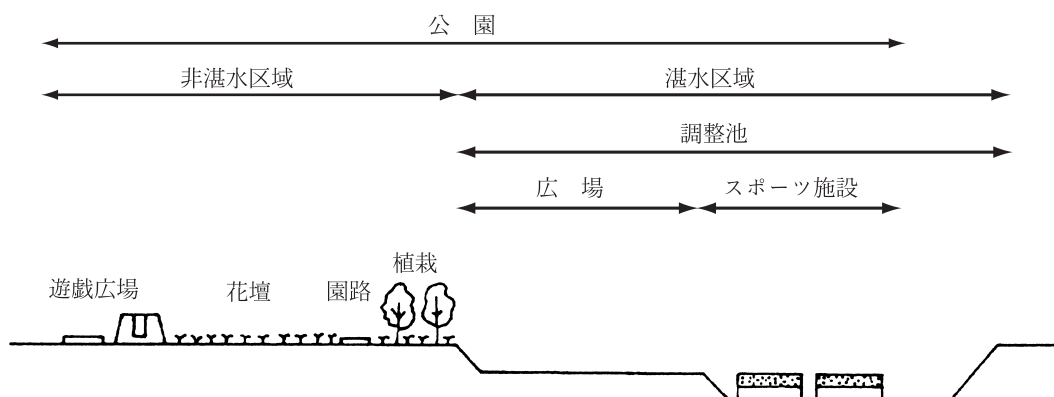 公　園
非湛水区域
湛水区域
調整池
広　場
スポーツ施設
植栽
遊戯広場
花壇
園路